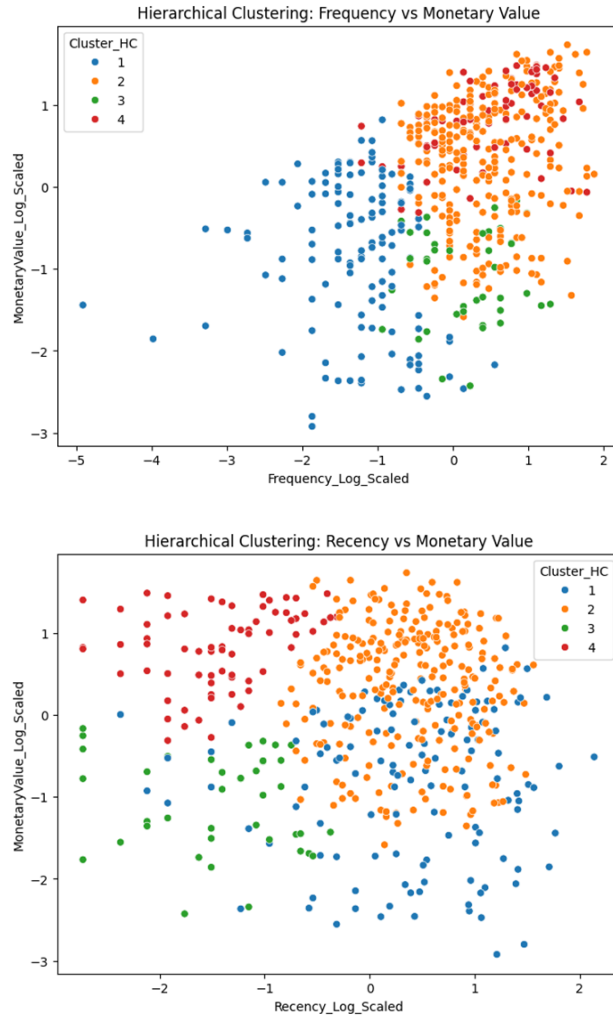 Hierarchical Clustering: Frequency vs Monetary Value
Cluster_HC
1
2
3
4
1
0
−1
−2
−3
MonetaryValue_Log_Scaled
−5 −4 −3 −2 −1 0 1 2
Frequency_Log_Scaled
Hierarchical Clustering: Recency vs Monetary Value
Cluster_HC
1
2
3
4
1
0
−1
−2
−3
MonetaryValue_Log_Scaled
−2 −1 0 1 2
Recency_Log_Scaled